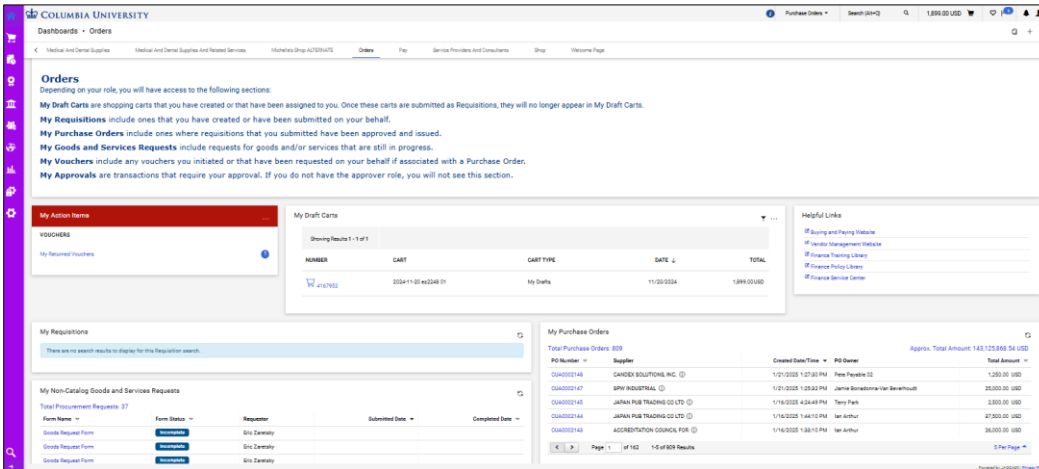 COLUMBIA UNIVERSITY
Purchase Orders
Search (Alt+Q)
1,899.00 USD
Dashboards • Orders
Medical And Dental Supplies
Medical And Dental Supplies And Related Services
Michelle's Shop ALTERNATE
Orders
Pay
Service Providers And Consultants
Shop
Welcome Page
Orders
Depending on your role, you will have access to the following sections:
My Draft Carts are shopping carts that you have created or that have been assigned to you. Once these carts are submitted as Requisitions, they will no longer appear in My Draft Carts.
My Requisitions include ones that you have created or have been submitted on your behalf.
My Purchase Orders include ones where requisitions that you submitted have been approved and issued.
My Goods and Services Requests include requests for goods and/or services that are still in progress.
My Vouchers include any vouchers you initiated or that have been requested on your behalf if associated with a Purchase Order.
My Approvals are transactions that require your approval. If you do not have the approver role, you will not see this section.
My Action Items
...
VOUCHERS
My Returned Vouchers
My Draft Carts
...
Showing Results 1 - 1 of 1
NUMBER CART CART TYPE DATE ↓ TOTAL
4167952 2024-11-20 ez2248 01 My Drafts 11/20/2024 1,899.00 USD
Helpful Links
Buying and Paying Website
Vendor Management Website
Finance Training Library
Finance Policy Library
Finance Service Center
My Requisitions
There are no search results to display for this Requisition search.
My Non-Catalog Goods and Services Requests
Total Procurement Requests: 37
Form Name Form Status Requestor Submitted Date Completed Date
Goods Request Form Incomplete Eric Zaretsky
Goods Request Form Incomplete Eric Zaretsky
Goods Request Form Incomplete Eric Zaretsky
My Purchase Orders
Total Purchase Orders: 809
Approx. Total Amount: 143,125,868.54 USD
PO Number Supplier Created Date/Time PO Owner Total Amount
CUA0002148 CANDEX SOLUTIONS, INC. 1/21/2025 1:27:30 PM Pete Payable 02 1,250.00 USD
CUA0002147 SPW INDUSTRIAL 1/21/2025 1:25:32 PM Jamie Bonadonna-Van Beverhoudt 25,000.00 USD
CUA0002145 JAPAN PUB TRADING CO LTD 1/16/2025 4:24:49 PM Terry Park
CUA0002144 JAPAN PUB TRADING CO LTD 1/16/2025 1:44:10 PM Ian Arthur 27,500.00 USD
CUA0002143 ACCREDITATION COUNCIL FOR Ian Arthur 26,000.00 USD
Page 1 of 162 1-5 of 809 Results
5 Per Page
Powered by JAGGAER | Privacy